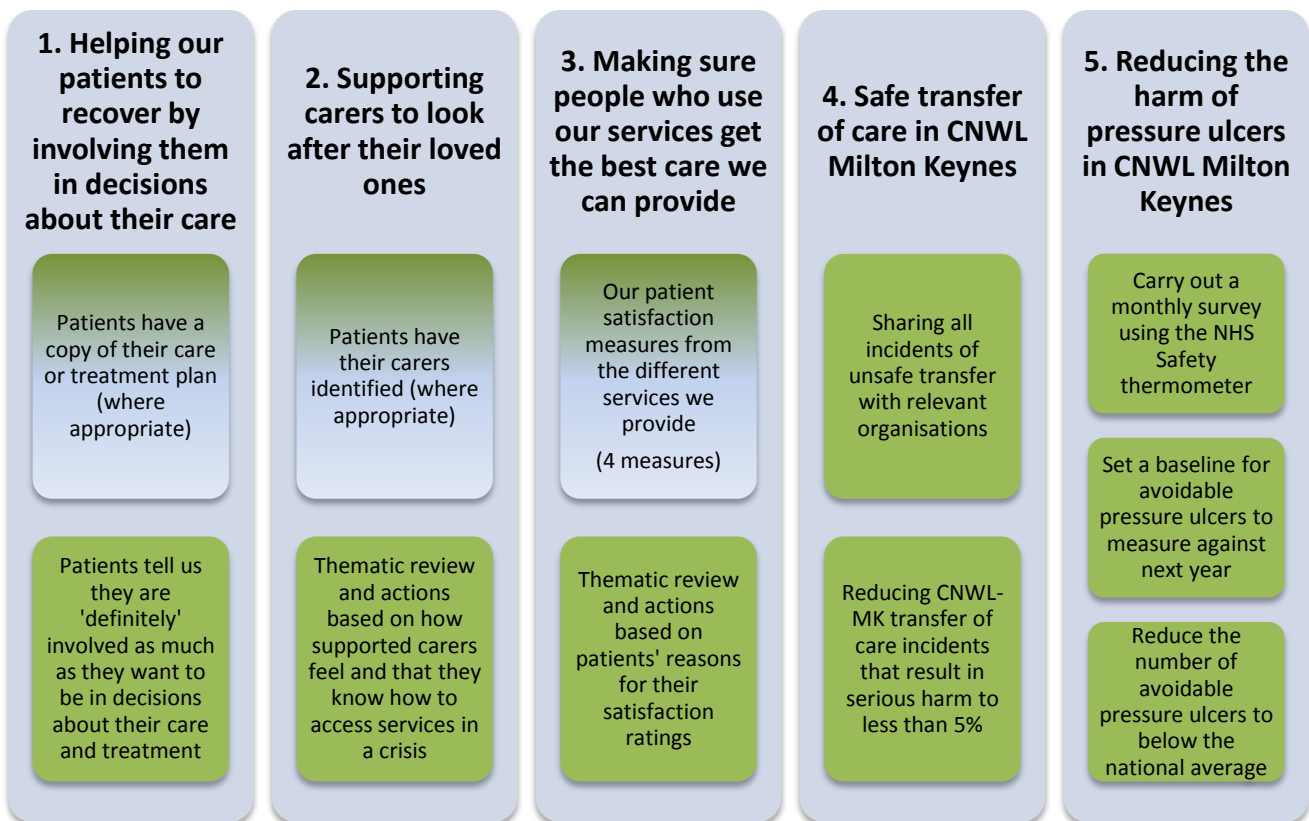 1. Helping our
patients to
recover by
involving them
in decisions
about their care
Patients have a
copy of their care
or treatment plan
(where
appropriate)
Patients tell us
they are
'definitely'
involved as much
as they want to
be in decisions
about their care
and treatment
2. Supporting
carers to look
after their loved
ones
Patients have
their carers
identified (where
appropriate)
Thematic review
and actions
based on how
supported carers
feel and that they
know how to
access services in
a crisis
3. Making sure
people who use
our services get
the best care we
can provide
Our patient
satisfaction
measures from
the different
services we
provide
(4 measures)
Thematic review
and actions
based on
patients' reasons
for their
satisfaction
ratings
4. Safe transfer
of care in CNWL
Milton Keynes
Sharing all
incidents of
unsafe transfer
with relevant
organisations
Reducing CNWL-
MK transfer of
care incidents
that result in
serious harm to
less than 5%
5. Reducing the
harm of
pressure ulcers
in CNWL Milton
Keynes
Carry out a
monthly survey
using the NHS
Safety
thermometer
Set a baseline for
avoidable
pressure ulcers to
measure against
next year
Reduce the
number of
avoidable
pressure ulcers to
below the
national average